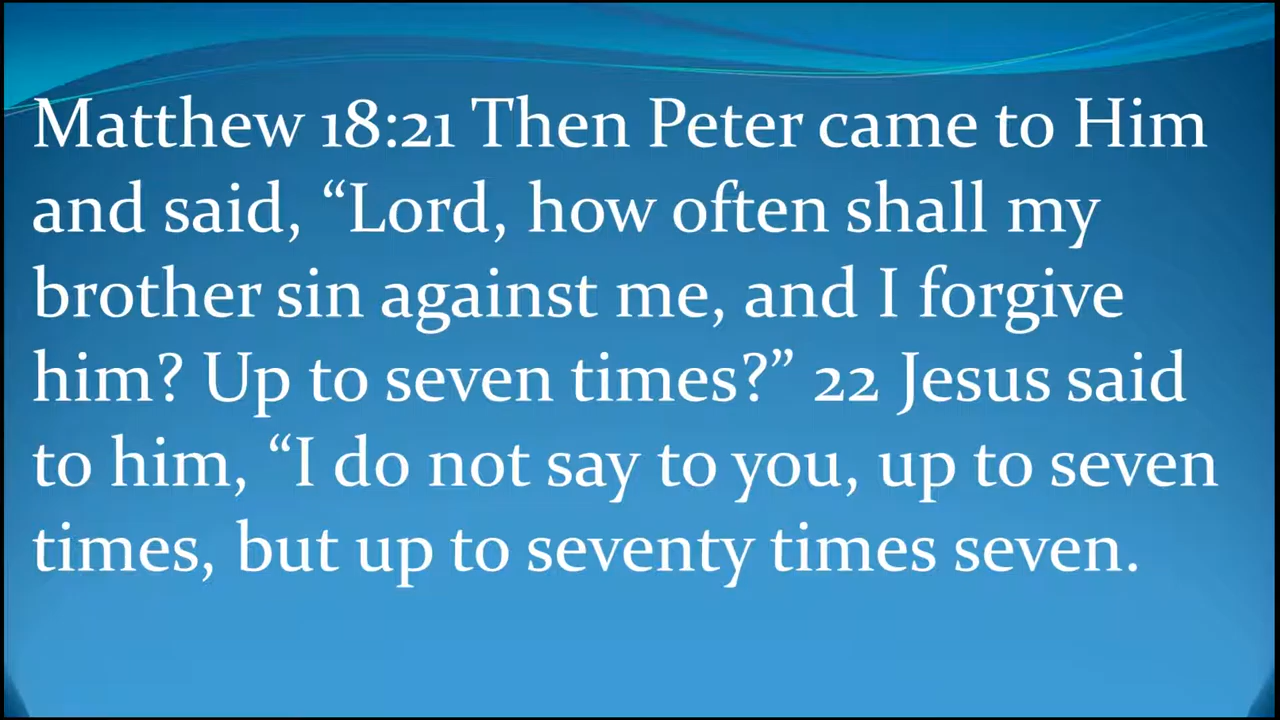 Matthew 18:21 Then Peter came to Him
and said, “Lord, how often shall my
brother sin against me, and I forgive
him? Up to seven times?” 22 Jesus said
to him, “I do not say to you, up to seven
times, but up to seventy times seven.